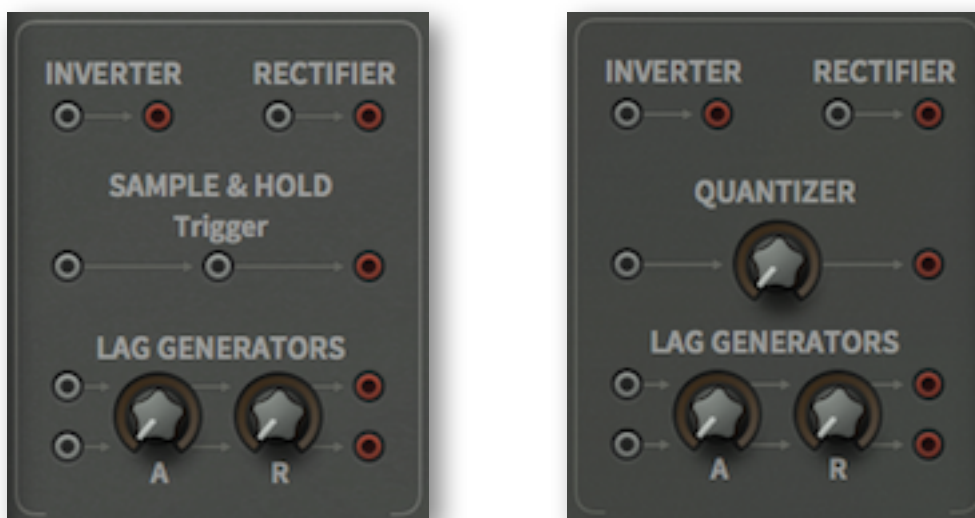 INVERTER RECTIFIER
SAMPLE & HOLD
Trigger
LAG GENERATORS
A R
INVERTER RECTIFIER
QUANTIZER
LAG GENERATORS
A R